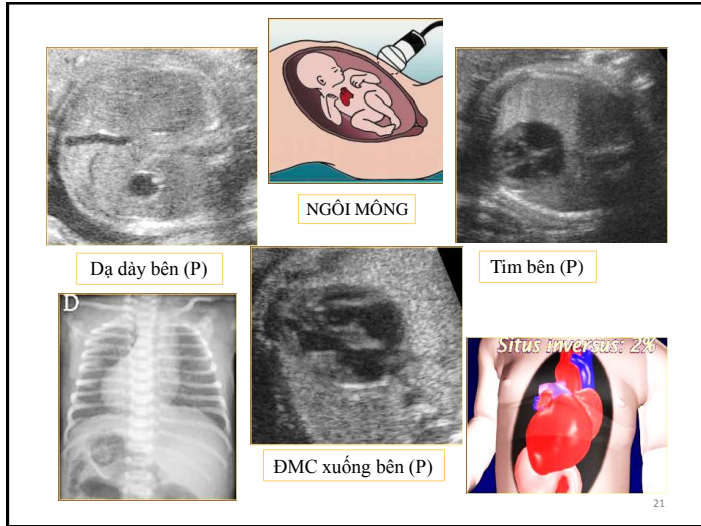 NGÔI MÔNG
Dạ dày bên (P)
Tim bên (P)
D
Situs inversus: 2%
ĐMC xuống bên (P)
21